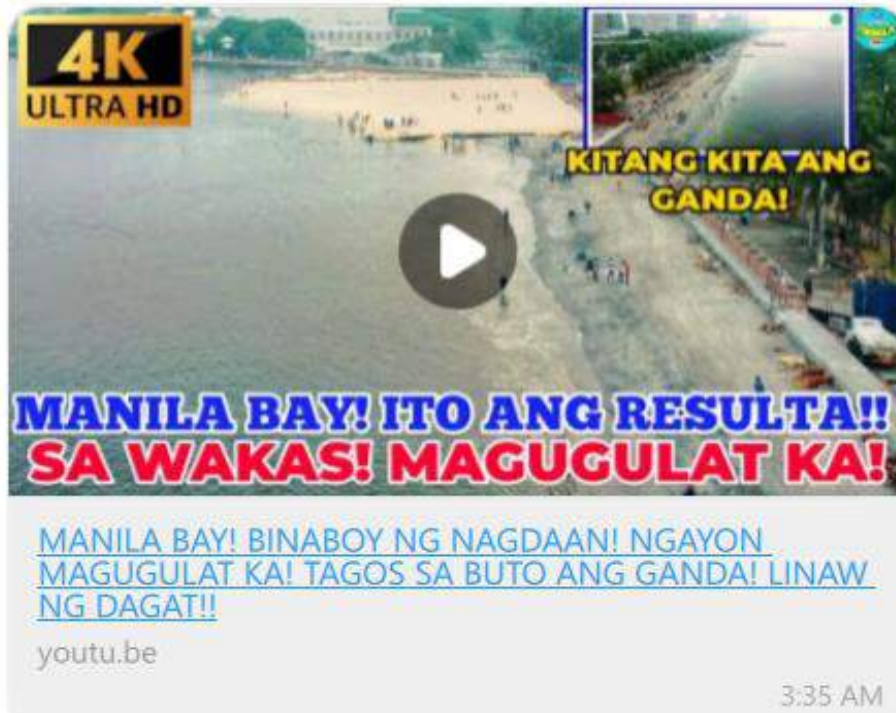 4K
ULTRA HD
KITANG KITA ANG
GANDA!
MANILA BAY! ITO ANG RESULTA!!
SA WAKAS! MAGUGULAT KA!
MANILA BAY! BINABOY NG NAGDAAN! NGAYON
MAGUGULAT KA! TAGOS SA BUTO ANG GANDA! LINAW
NG DAGAT!!
youtu.be
3:35 AM